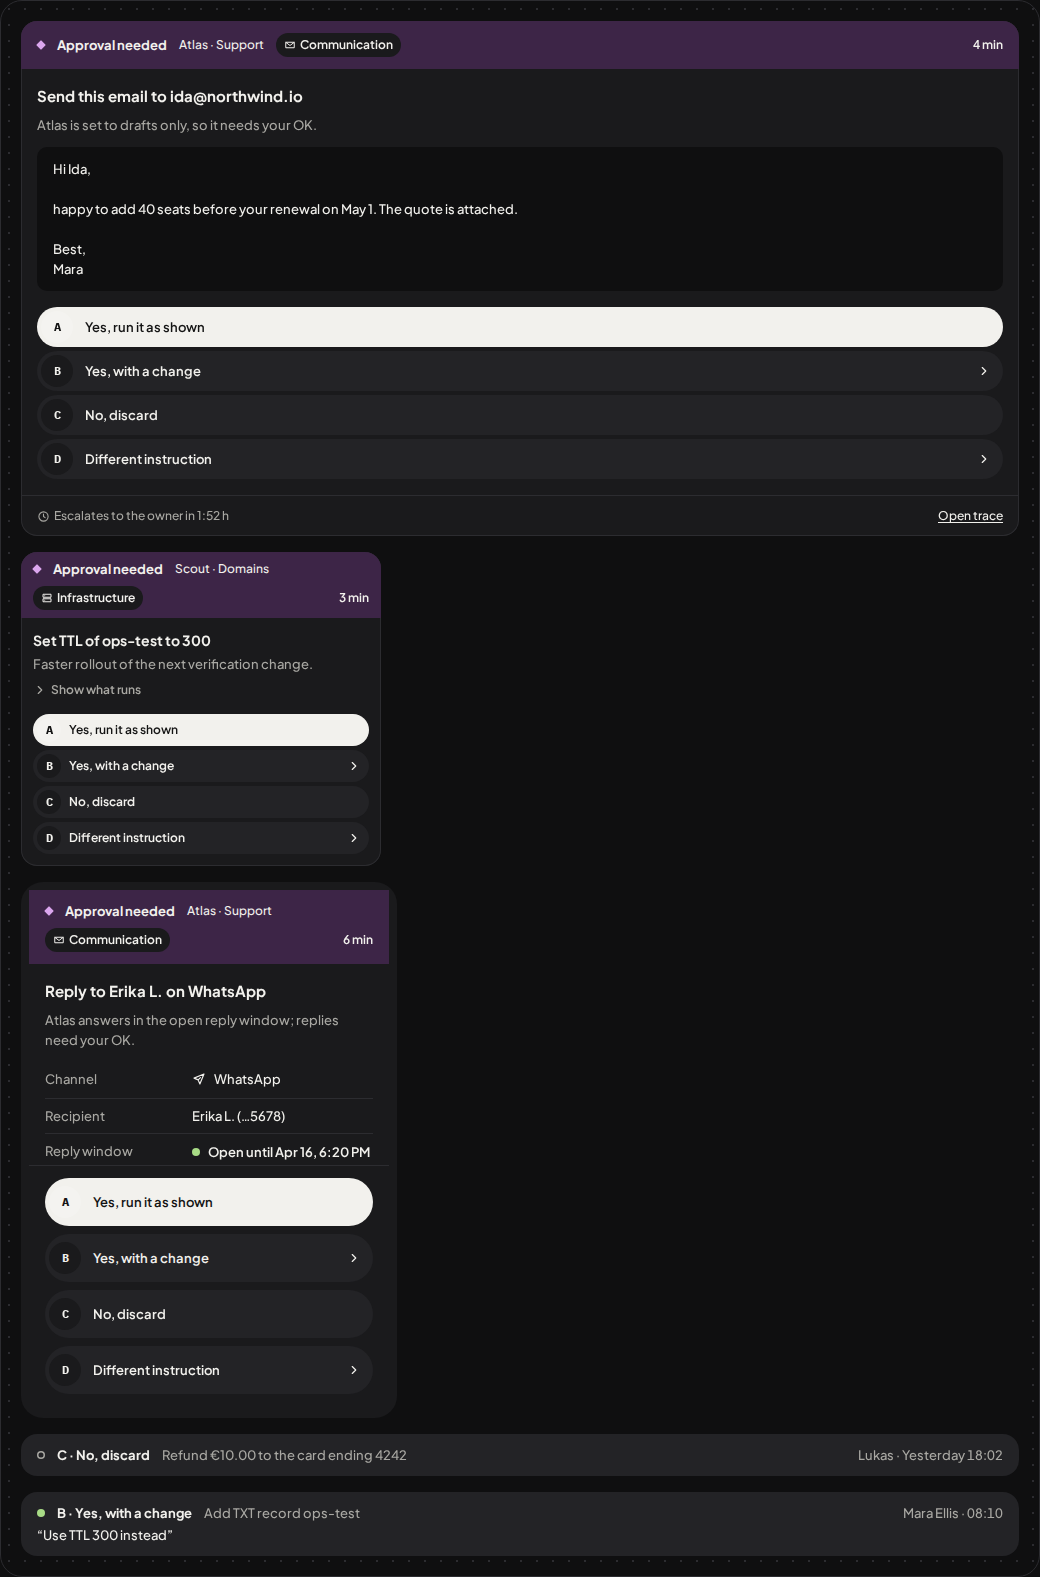 Approval needed Atlas · Support Communication 4 min
Send this email to ida@northwind.io
Atlas is set to drafts only, so it needs your OK.
Hi Ida,
happy to add 40 seats before your renewal on May 1. The quote is attached.
Best,
Mara
A Yes, run it as shown
B Yes, with a change
C No, discard
D Different instruction
Escalates to the owner in 1:52 h Open trace
Approval needed Scout · Domains
Infrastructure 3 min
Set TTL of ops-test to 300
Faster rollout of the next verification change.
Show what runs
A Yes, run it as shown
B Yes, with a change
C No, discard
D Different instruction
Approval needed Atlas · Support
Communication 6 min
Reply to Erika L. on WhatsApp
Atlas answers in the open reply window; replies
need your OK.
Channel WhatsApp
Recipient Erika L. (…5678)
Reply window Open until Apr 16, 6:20 PM
A Yes, run it as shown
B Yes, with a change
C No, discard
D Different instruction
C · No, discard Refund €10.00 to the card ending 4242 Lukas · Yesterday 18:02
B · Yes, with a change Add TXT record ops-test Mara Ellis · 08:10
“Use TTL 300 instead”